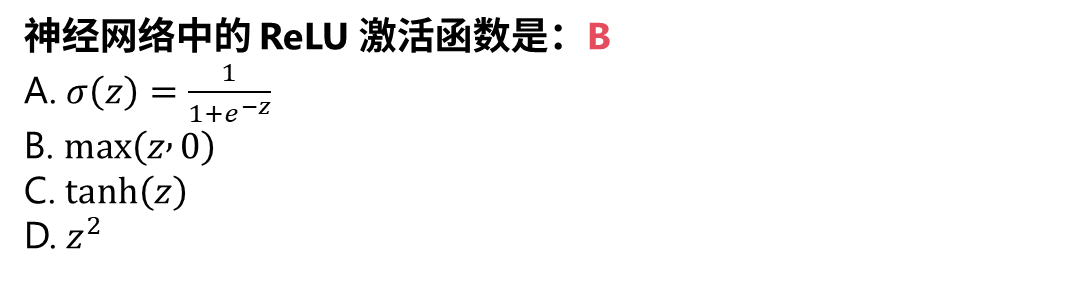 神经网络中的 ReLU 激活函数是：B
A. σ(z) = 1/(1+e^{−z})
B. max(z, 0)
C. tanh(z)
D. z²